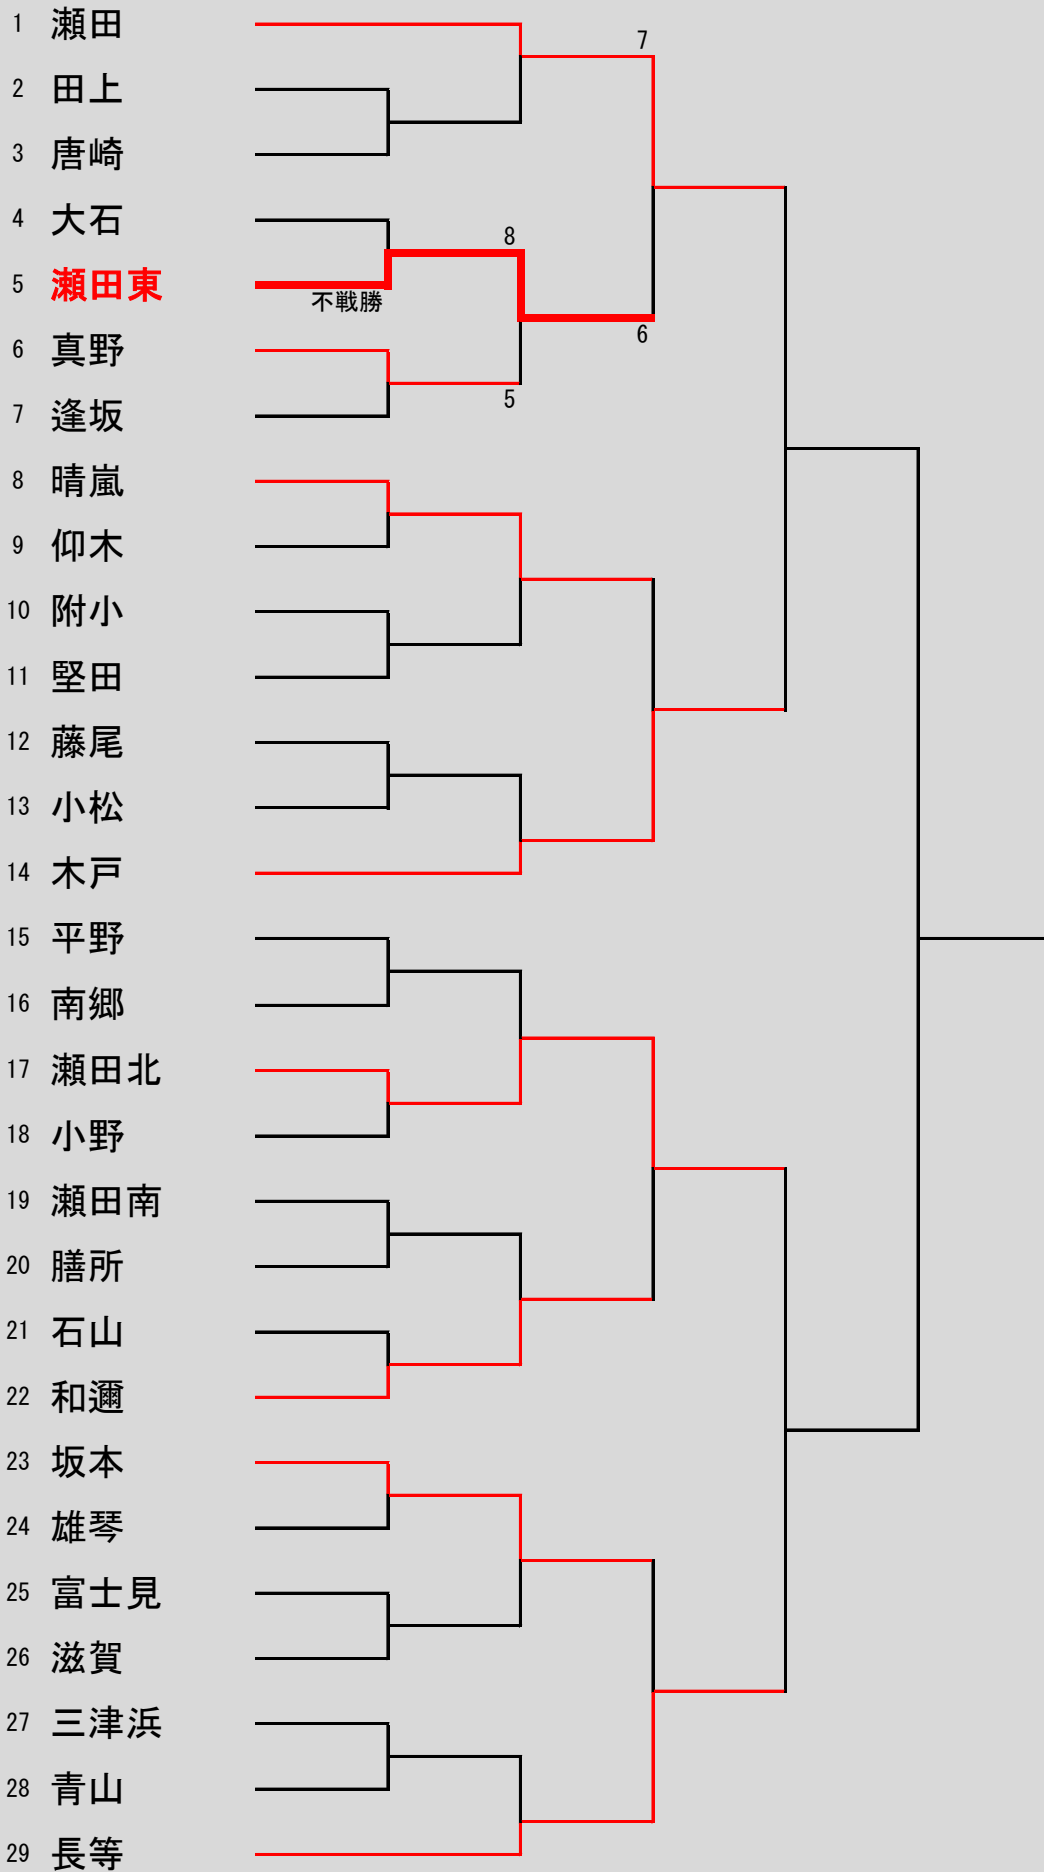 1 瀬田
7
2 田上
3 唐崎
4 大石
8
5 瀬田東
不戦勝
6
6 真野
5
7 逢坂
8 晴嵐
9 仰木
10 附小
11 堅田
12 藤尾
13 小松
14 木戸
15 平野
16 南郷
17 瀬田北
18 小野
19 瀬田南
20 膳所
21 石山
22 和邇
23 坂本
24 雄琴
25 富士見
26 滋賀
27 三津浜
28 青山
29 長等